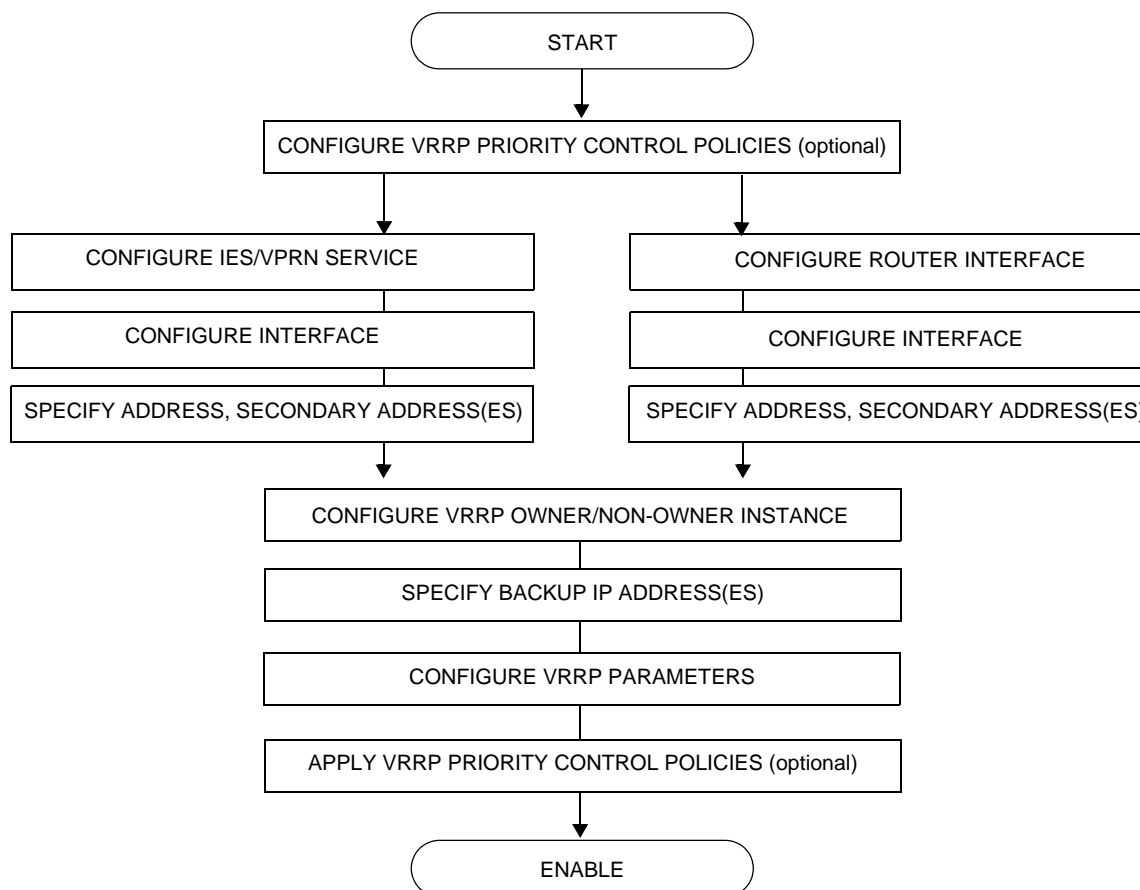 START
CONFIGURE VRRP PRIORITY CONTROL POLICIES (optional)
CONFIGURE IES/VPRN SERVICE
CONFIGURE ROUTER INTERFACE
CONFIGURE INTERFACE
CONFIGURE INTERFACE
SPECIFY ADDRESS, SECONDARY ADDRESS(ES)
SPECIFY ADDRESS, SECONDARY ADDRESS(ES)
CONFIGURE VRRP OWNER/NON-OWNER INSTANCE
SPECIFY BACKUP IP ADDRESS(ES)
CONFIGURE VRRP PARAMETERS
APPLY VRRP PRIORITY CONTROL POLICIES (optional)
ENABLE